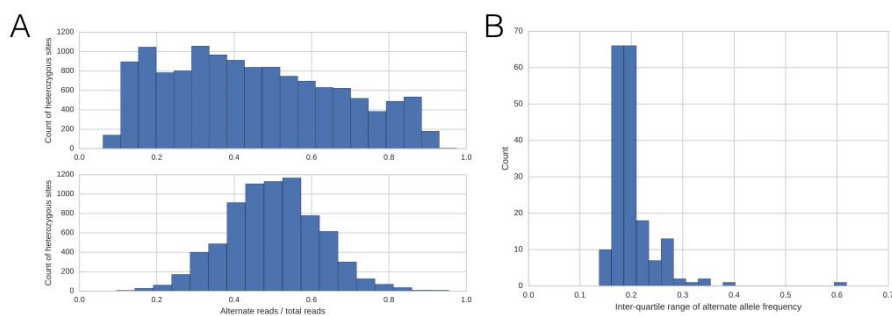 A
Count of heterozygous sites
1200
1000
800
600
400
200
0
0.0 0.2 0.4 0.6 0.8 1.0
Count of heterozygous sites
1200
1000
800
600
400
200
0
0.0 0.2 0.4 0.6 0.8 1.0
Alternate reads / total reads
B
Count
70
60
50
40
30
20
10
0
0.0 0.1 0.2 0.3 0.4 0.5 0.6 0.7
Inter-quartile range of alternate allele frequency